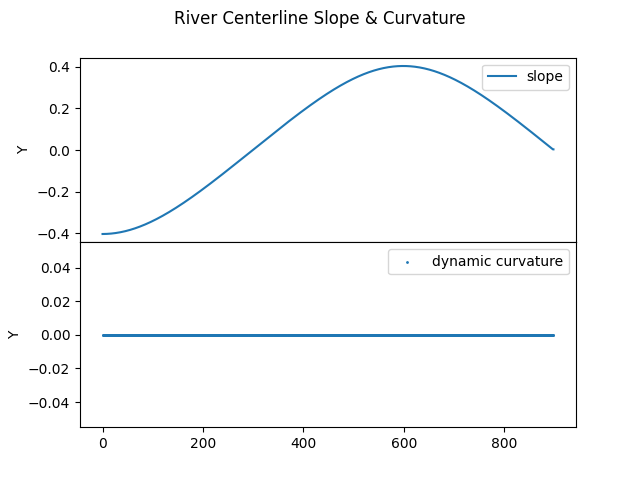 River Centerline Slope & Curvature
slope
0.4
0.2
0.0
−0.2
−0.4
Y
dynamic curvature
0.04
0.02
0.00
−0.02
−0.04
Y
0 200 400 600 800